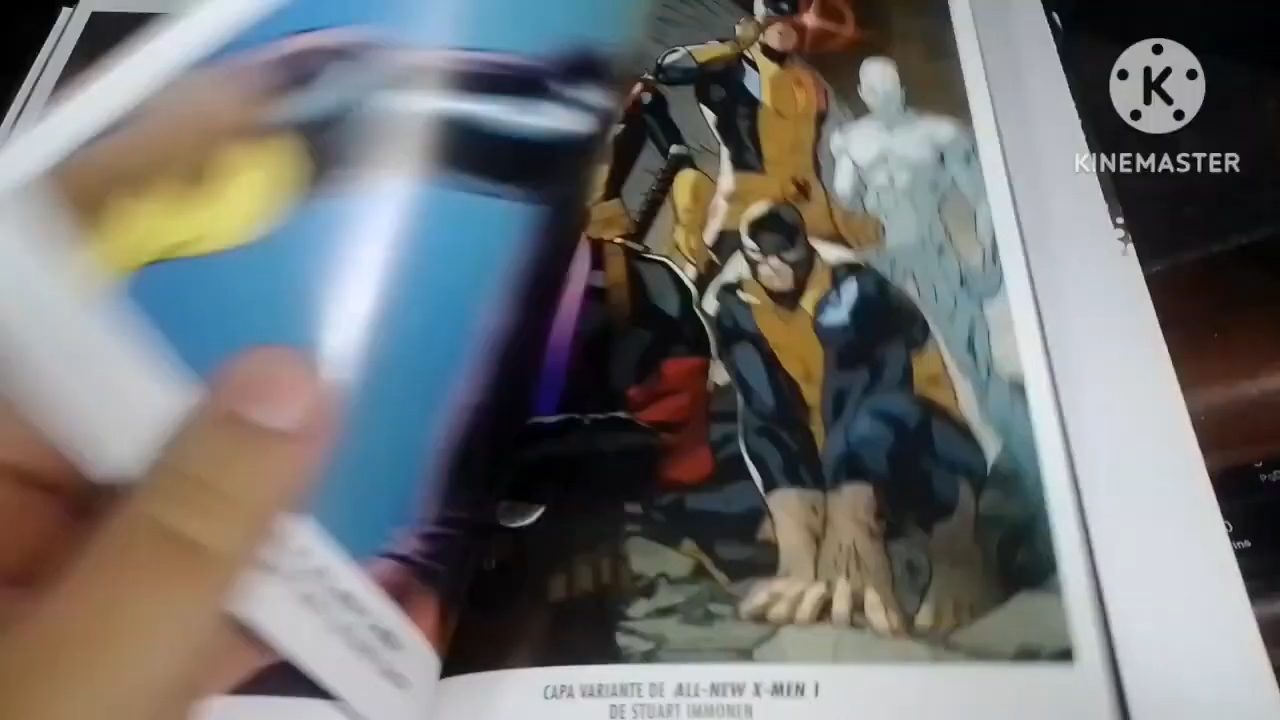 K
KINEMASTER
CAPA VARIANTE DE ALL-NEW X-MEN 1
DE STUART IMMONEN